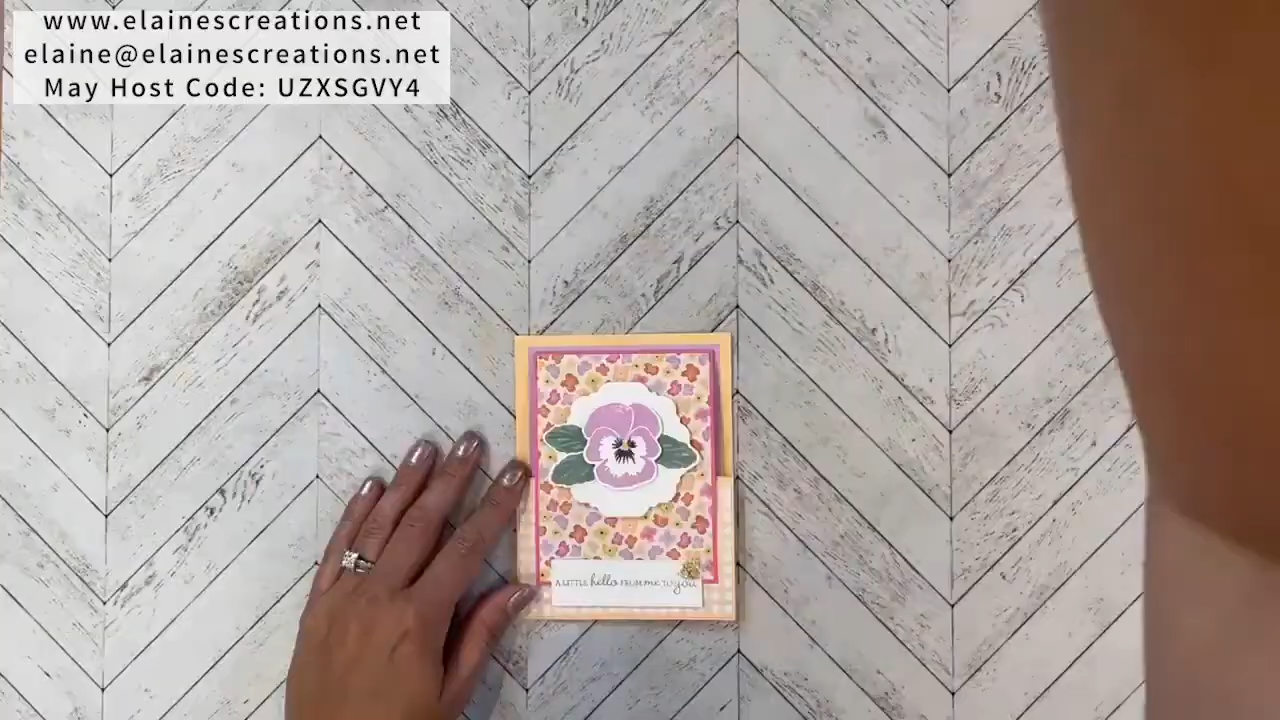 www.elainescreations.net
elaine@elainescreations.net
May Host Code: UZXSGVY4
A LITTLE hello FROM me to you